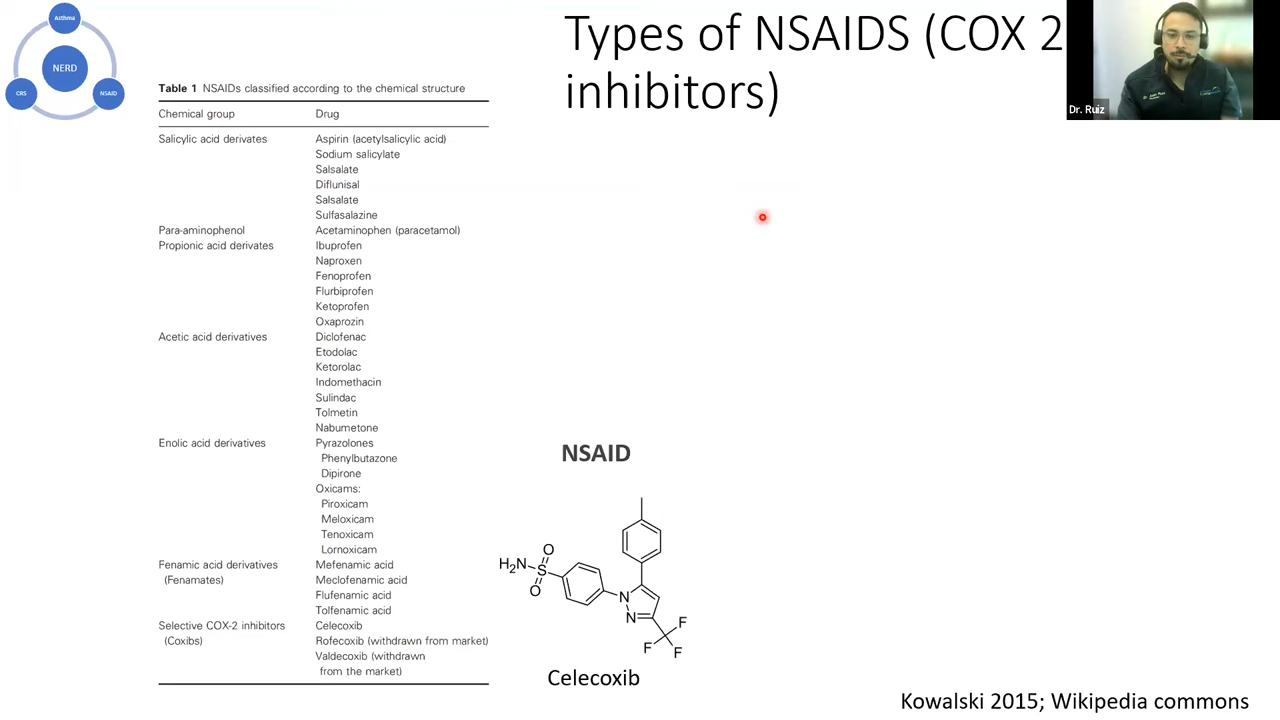 Asthma
NERD
CRS
NSAID
Types of NSAIDS (COX 2
inhibitors)
Dr. Ruiz
Table 1 NSAIDs classified according to the chemical structure
Chemical group Drug
Salicylic acid derivates Aspirin (acetylsalicylic acid)
Sodium salicylate
Salsalate
Diflunisal
Salsalate
Sulfasalazine
Para-aminophenol Acetaminophen (paracetamol)
Propionic acid derivates Ibuprofen
Naproxen
Fenoprofen
Flurbiprofen
Ketoprofen
Oxaprozin
Acetic acid derivatives Diclofenac
Etodolac
Ketorolac
Indomethacin
Sulindac
Tolmetin
Nabumetone
Enolic acid derivatives Pyrazolones
Phenylbutazone
Dipirone
Oxicams:
Piroxicam
Meloxicam
Tenoxicam
Lornoxicam
Fenamic acid derivatives Mefenamic acid
(Fenamates) Meclofenamic acid
Flufenamic acid
Tolfenamic acid
Selective COX-2 inhibitors Celecoxib
(Coxibs) Rofecoxib (withdrawn from market)
Valdecoxib (withdrawn
from the market)
NSAID
H₂N
S
O
O
N
N
F
F
F
Celecoxib
Kowalski 2015; Wikipedia commons